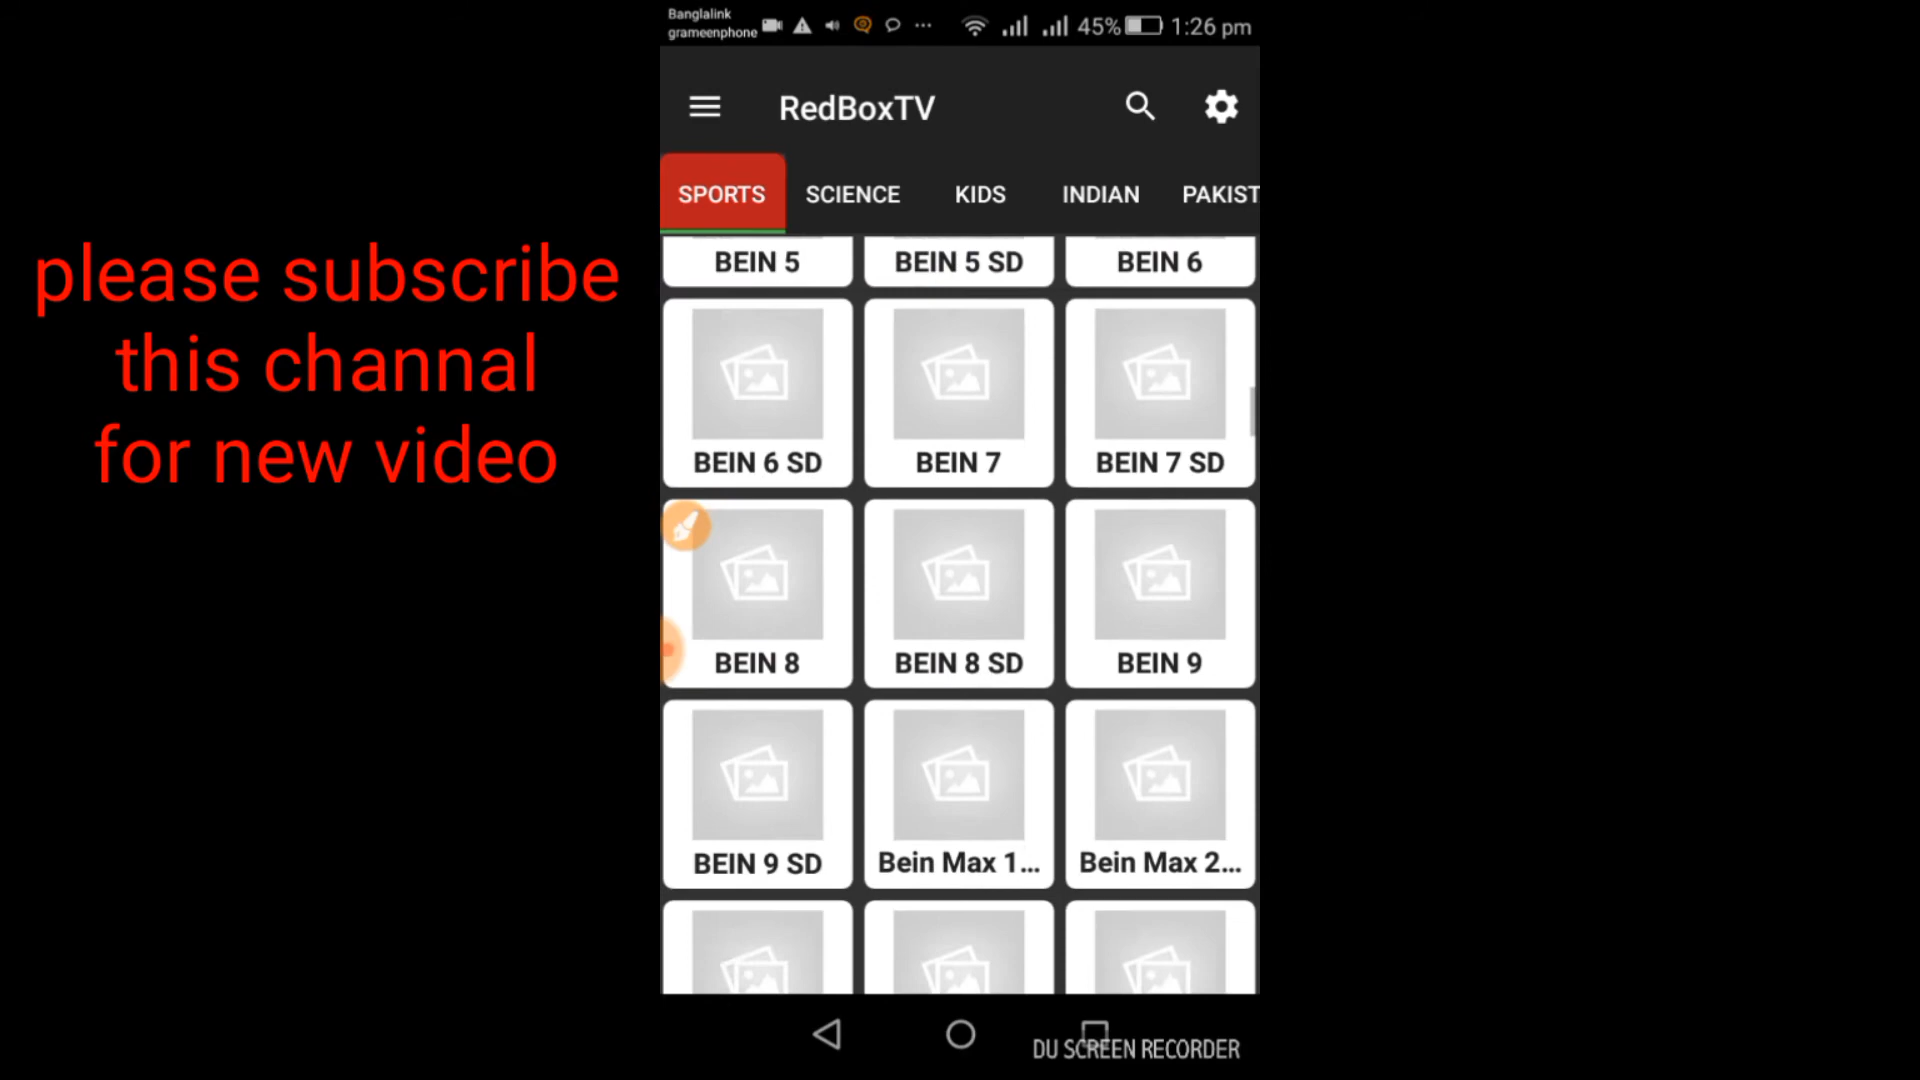 Banglalink
grameenphone
45%
1:26 pm
RedBoxTV
SPORTS SCIENCE KIDS INDIAN PAKIST
BEIN 5 BEIN 5 SD BEIN 6
BEIN 6 SD BEIN 7 BEIN 7 SD
BEIN 8 BEIN 8 SD BEIN 9
BEIN 9 SD Bein Max 1... Bein Max 2...
please subscribe
this channal
for new video
DU SCREEN RECORDER